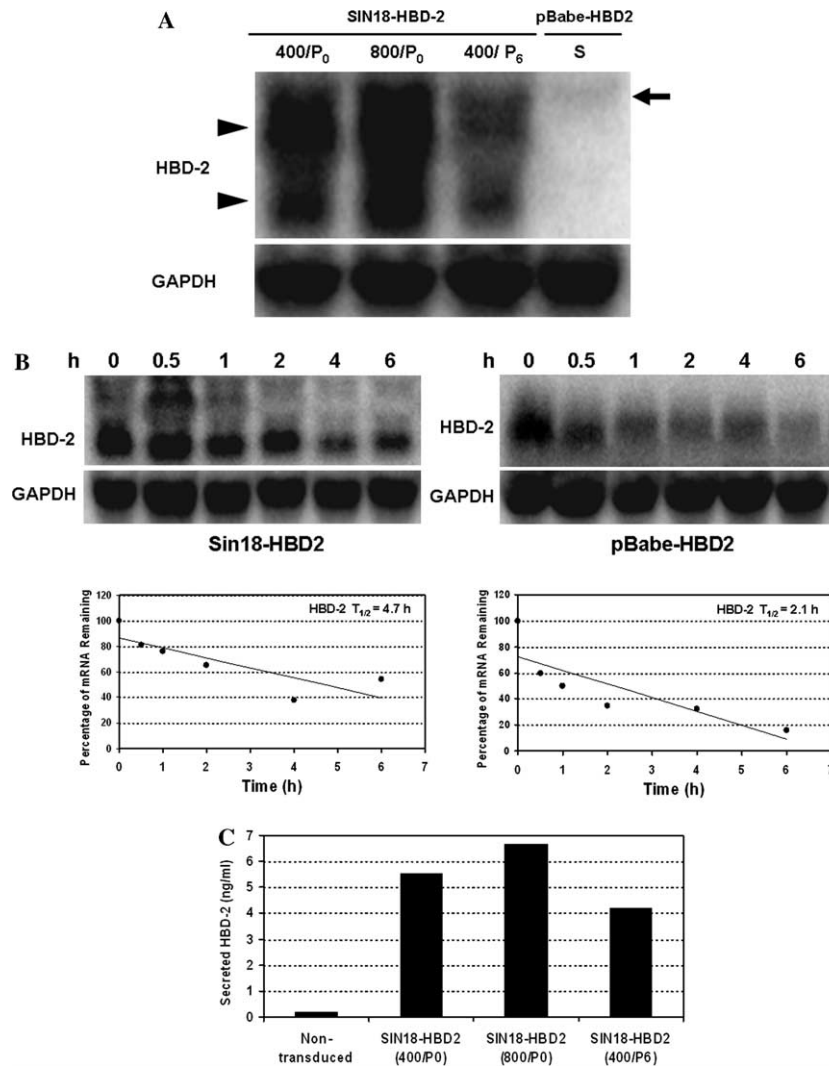 A
SIN18-HBD-2 pBabe-HBD2
400/P0 800/P0 400/ P6 S
HBD-2
GAPDH
B h 0 0.5 1 2 4 6
HBD-2
GAPDH
Sin18-HBD2
h 0 0.5 1 2 4 6
HBD-2
GAPDH
pBabe-HBD2
HBD-2 T1/2 = 4.7 h
Percentage of mRNA Remaining
120
100
80
60
40
20
0
0 1 2 3 4 5 6 7
Time (h)
HBD-2 T1/2 = 2.1 h
Percentage of mRNA Remaining
120
100
80
60
40
20
0
0 1 2 3 4 5 6 7
Time (h)
C
Secreted HBD-2 (ng/ml)
7
6
5
4
3
2
1
0
Non-transduced
SIN18-HBD2 (400/P0)
SIN18-HBD2 (800/P0)
SIN18-HBD2 (400/P6)